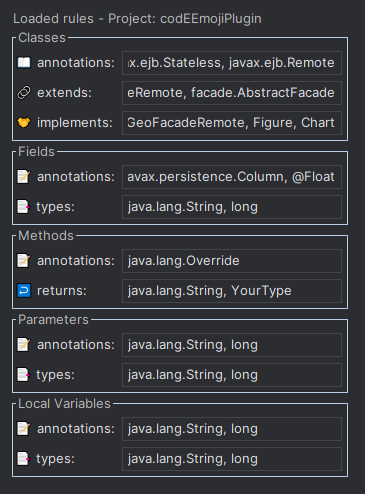 Loaded rules - Project: codEEmojiPlugin
Classes
annotations: x.ejb.Stateless, javax.ejb.Remote
extends: eRemote, facade.AbstractFacade
implements: GeoFacadeRemote, Figure, Chart
Fields
annotations: avax.persistence.Column, @Float
types: java.lang.String, long
Methods
annotations: java.lang.Override
returns: java.lang.String, YourType
Parameters
annotations: java.lang.String, long
types: java.lang.String, long
Local Variables
annotations: java.lang.String, long
types: java.lang.String, long